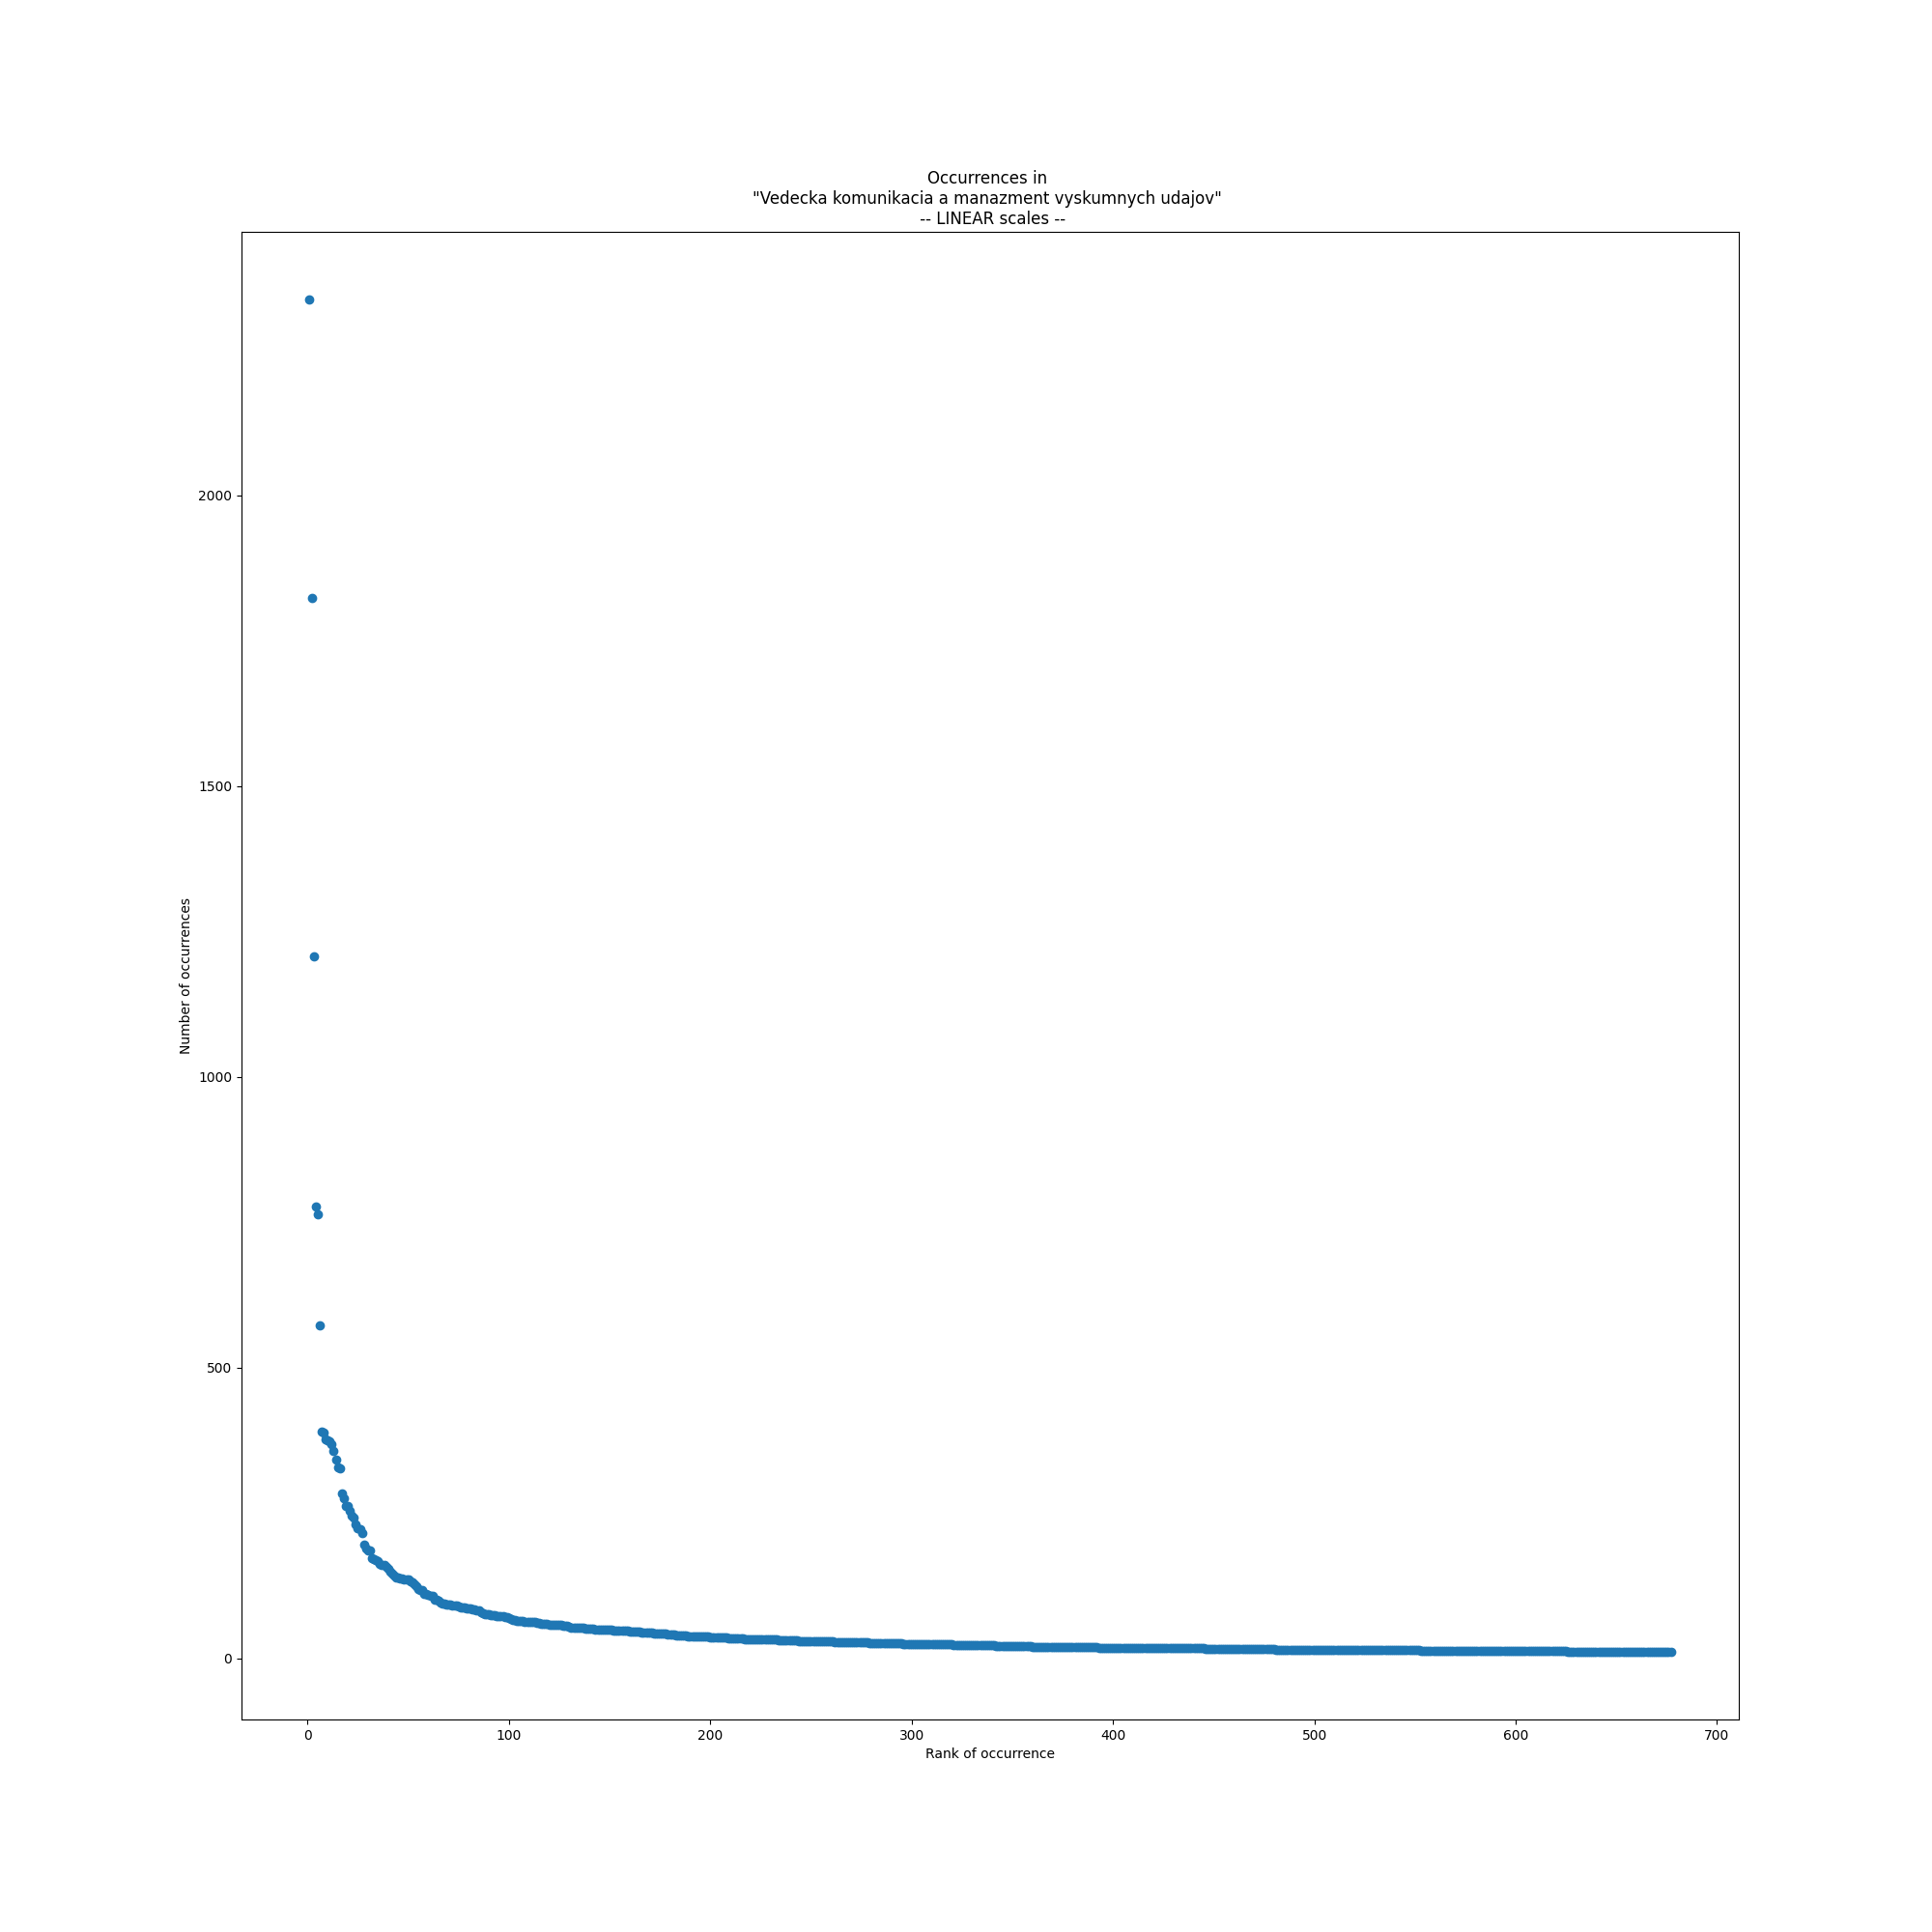 Occurrences in
"Vedecka komunikacia a manazment vyskumnych udajov"
-- LINEAR scales --
2000
1500
1000
500
0
Number of occurrences
0 100 200 300 400 500 600 700
Rank of occurrence